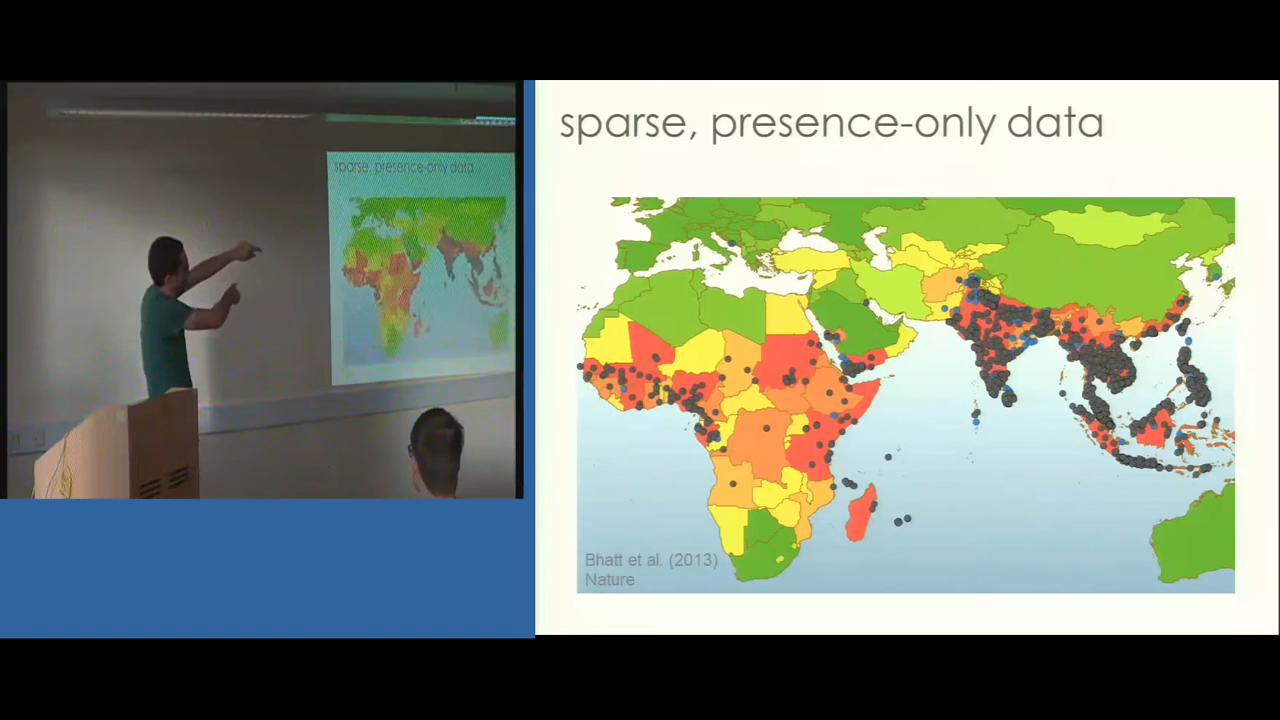 sparse, presence-only data
sparse, presence-only data
Bhatt et al. (2013)
Nature